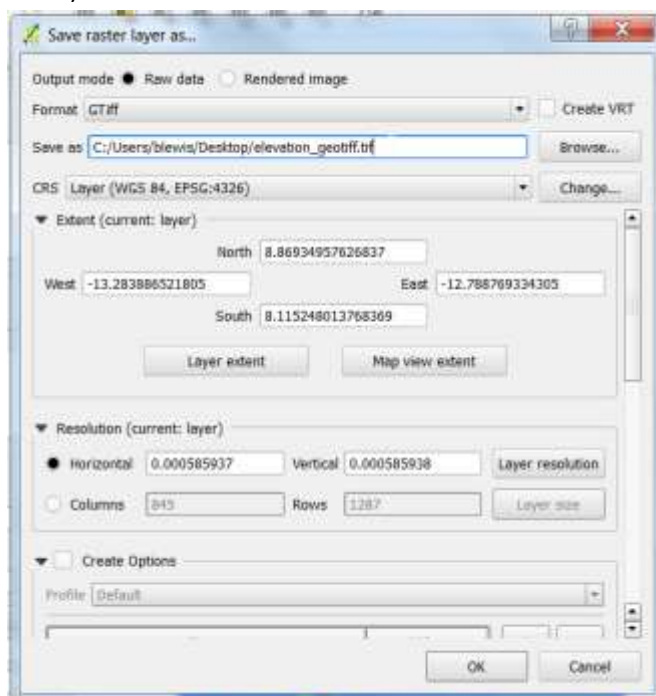 Save raster layer as...
Output mode Raw data Rendered image
Format GTiff Create VRT
Save as C:/Users/blewis/Desktop/elevation_geotiff.tif Browse...
CRS Layer (WGS 84, EPSG:4326) Change...
Extent (current: layer)
North 8.86934957626837
West -13.283886521805 East -12.788769334305
South 8.115248013768369
Layer extent Map view extent
Resolution (current: layer)
Horizontal 0.000585937 Vertical 0.000585938 Layer resolution
Columns 845 Rows 1287 Layer size
Create Options
Profile Default
OK Cancel